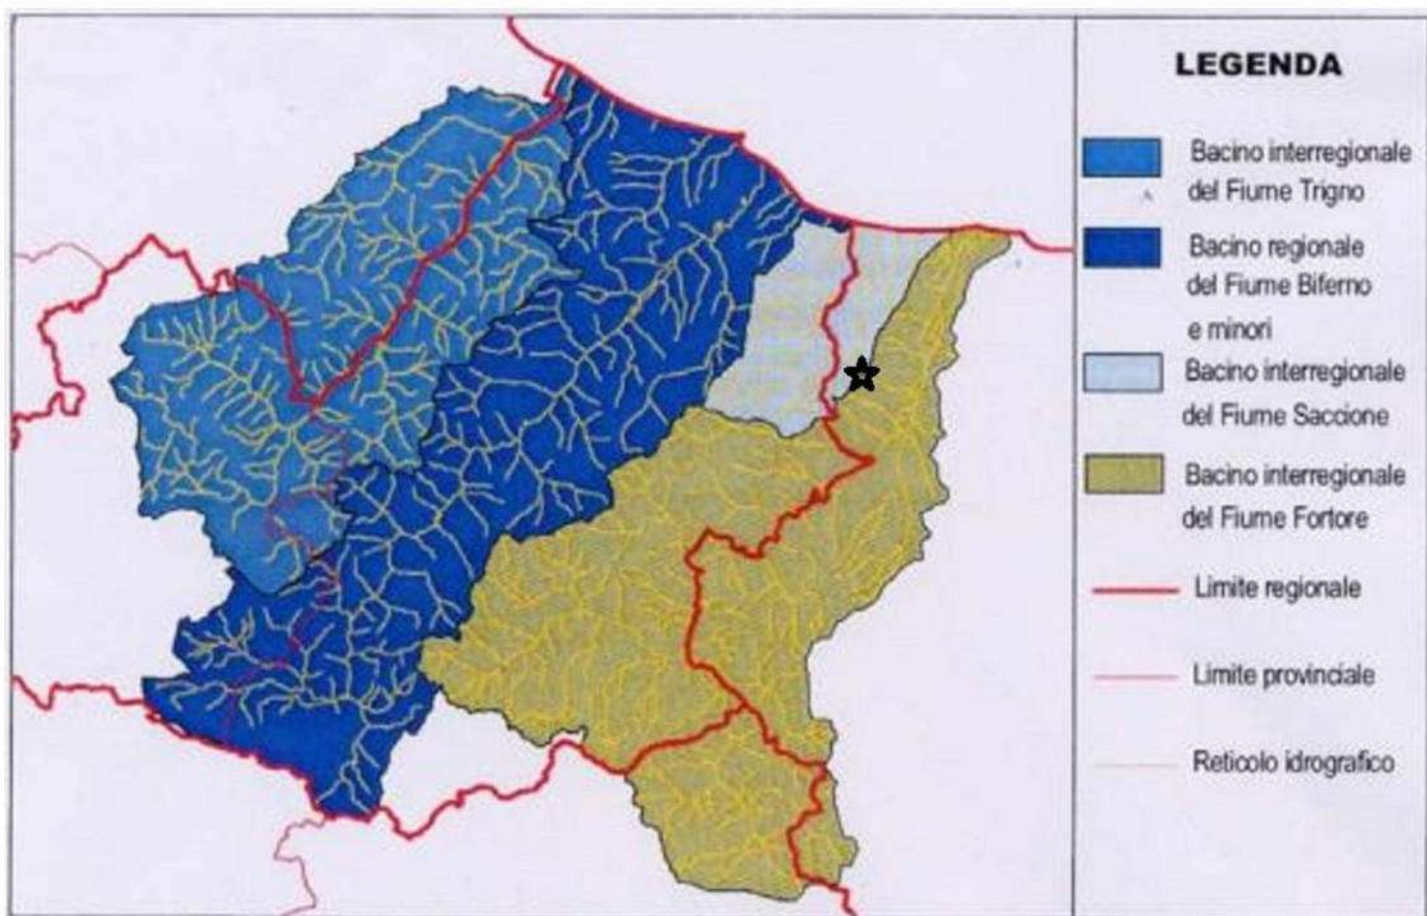 LEGENDA
Bacino interregionale
del Fiume Trigno
Bacino regionale
del Fiume Biferno
e minori
Bacino interregionale
del Fiume Saccione
Bacino interregionale
del Fiume Fortore
Limite regionale
Limite provinciale
Reticolo idrografico